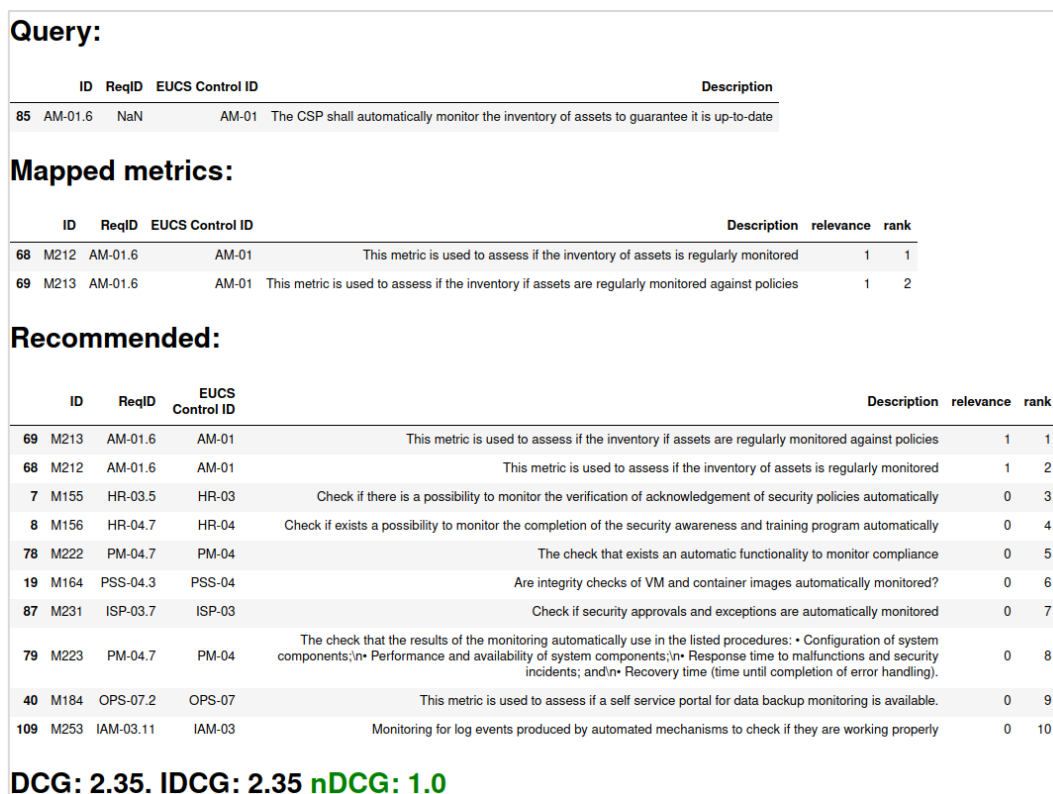 Query:
ID ReqID EUCS Control ID Description
85 AM-01.6 NaN AM-01 The CSP shall automatically monitor the inventory of assets to guarantee it is up-to-date
Mapped metrics:
ID ReqID EUCS Control ID Description relevance rank
68 M212 AM-01.6 AM-01 This metric is used to assess if the inventory of assets is regularly monitored 1 1
69 M213 AM-01.6 AM-01 This metric is used to assess if the inventory if assets are regularly monitored against policies 1 2
Recommended:
ID ReqID EUCS
Control ID Description relevance rank
69 M213 AM-01.6 AM-01 This metric is used to assess if the inventory if assets are regularly monitored against policies 1 1
68 M212 AM-01.6 AM-01 This metric is used to assess if the inventory of assets is regularly monitored 1 2
7 M155 HR-03.5 HR-03 Check if there is a possibility to monitor the verification of acknowledgement of security policies automatically 0 3
8 M156 HR-04.7 HR-04 Check if exists a possibility to monitor the completion of the security awareness and training program automatically 0 4
78 M222 PM-04.7 PM-04 The check that exists an automatic functionality to monitor compliance 0 5
19 M164 PSS-04.3 PSS-04 Are integrity checks of VM and container images automatically monitored? 0 6
87 M231 ISP-03.7 ISP-03 Check if security approvals and exceptions are automatically monitored 0 7
The check that the results of the monitoring automatically use in the listed procedures: • Configuration of system
79 M223 PM-04.7 PM-04 components;\n• Performance and availability of system components;\n• Response time to malfunctions and security 0 8
incidents; and\n• Recovery time (time until completion of error handling).
40 M184 OPS-07.2 OPS-07 This metric is used to assess if a self service portal for data backup monitoring is available. 0 9
109 M253 IAM-03.11 IAM-03 Monitoring for log events produced by automated mechanisms to check if they are working properly 0 10
DCG: 2.35, IDCG: 2.35 nDCG: 1.0